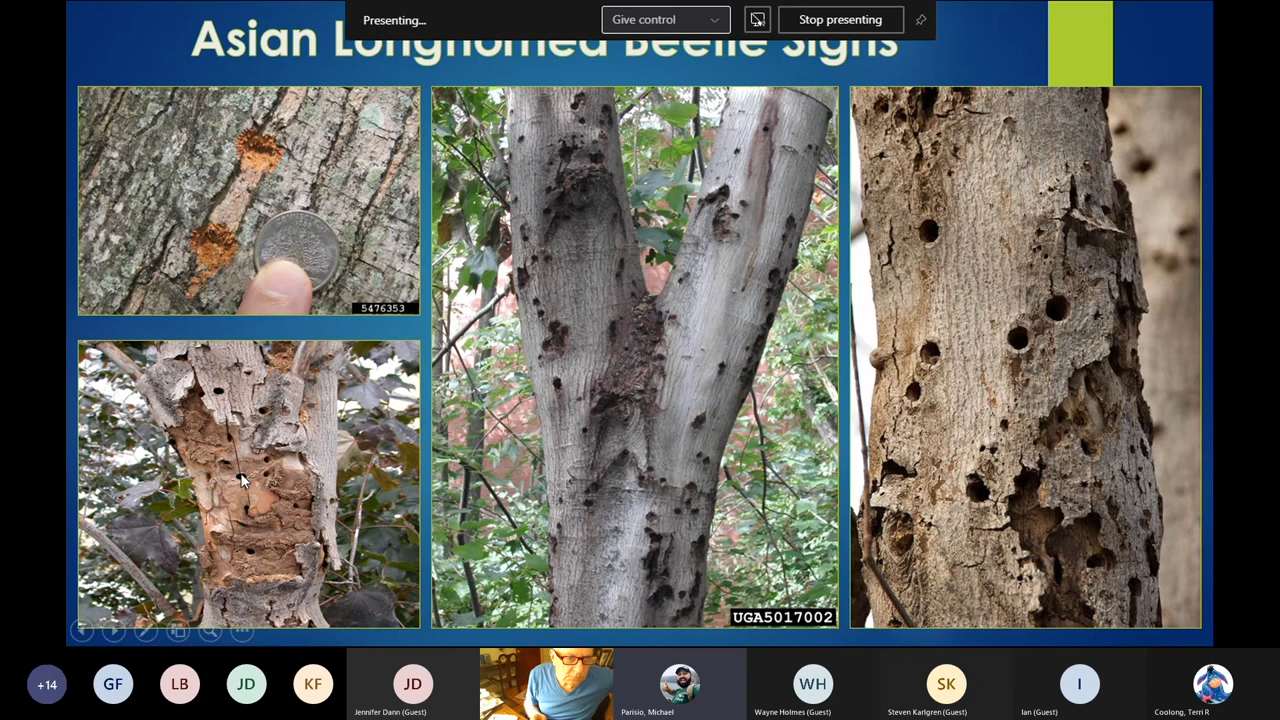 Presenting...
Give control
Stop presenting
Asian Longhorned Beetle Signs
5476353
UGA5017002
+14
GF
LB
JD
KF
JD
Jennifer Dann (Guest)
Parisio, Michael
WH
Wayne Holmes (Guest)
SK
Steven Karlgren (Guest)
I
Ian (Guest)
Coolong, Terri R